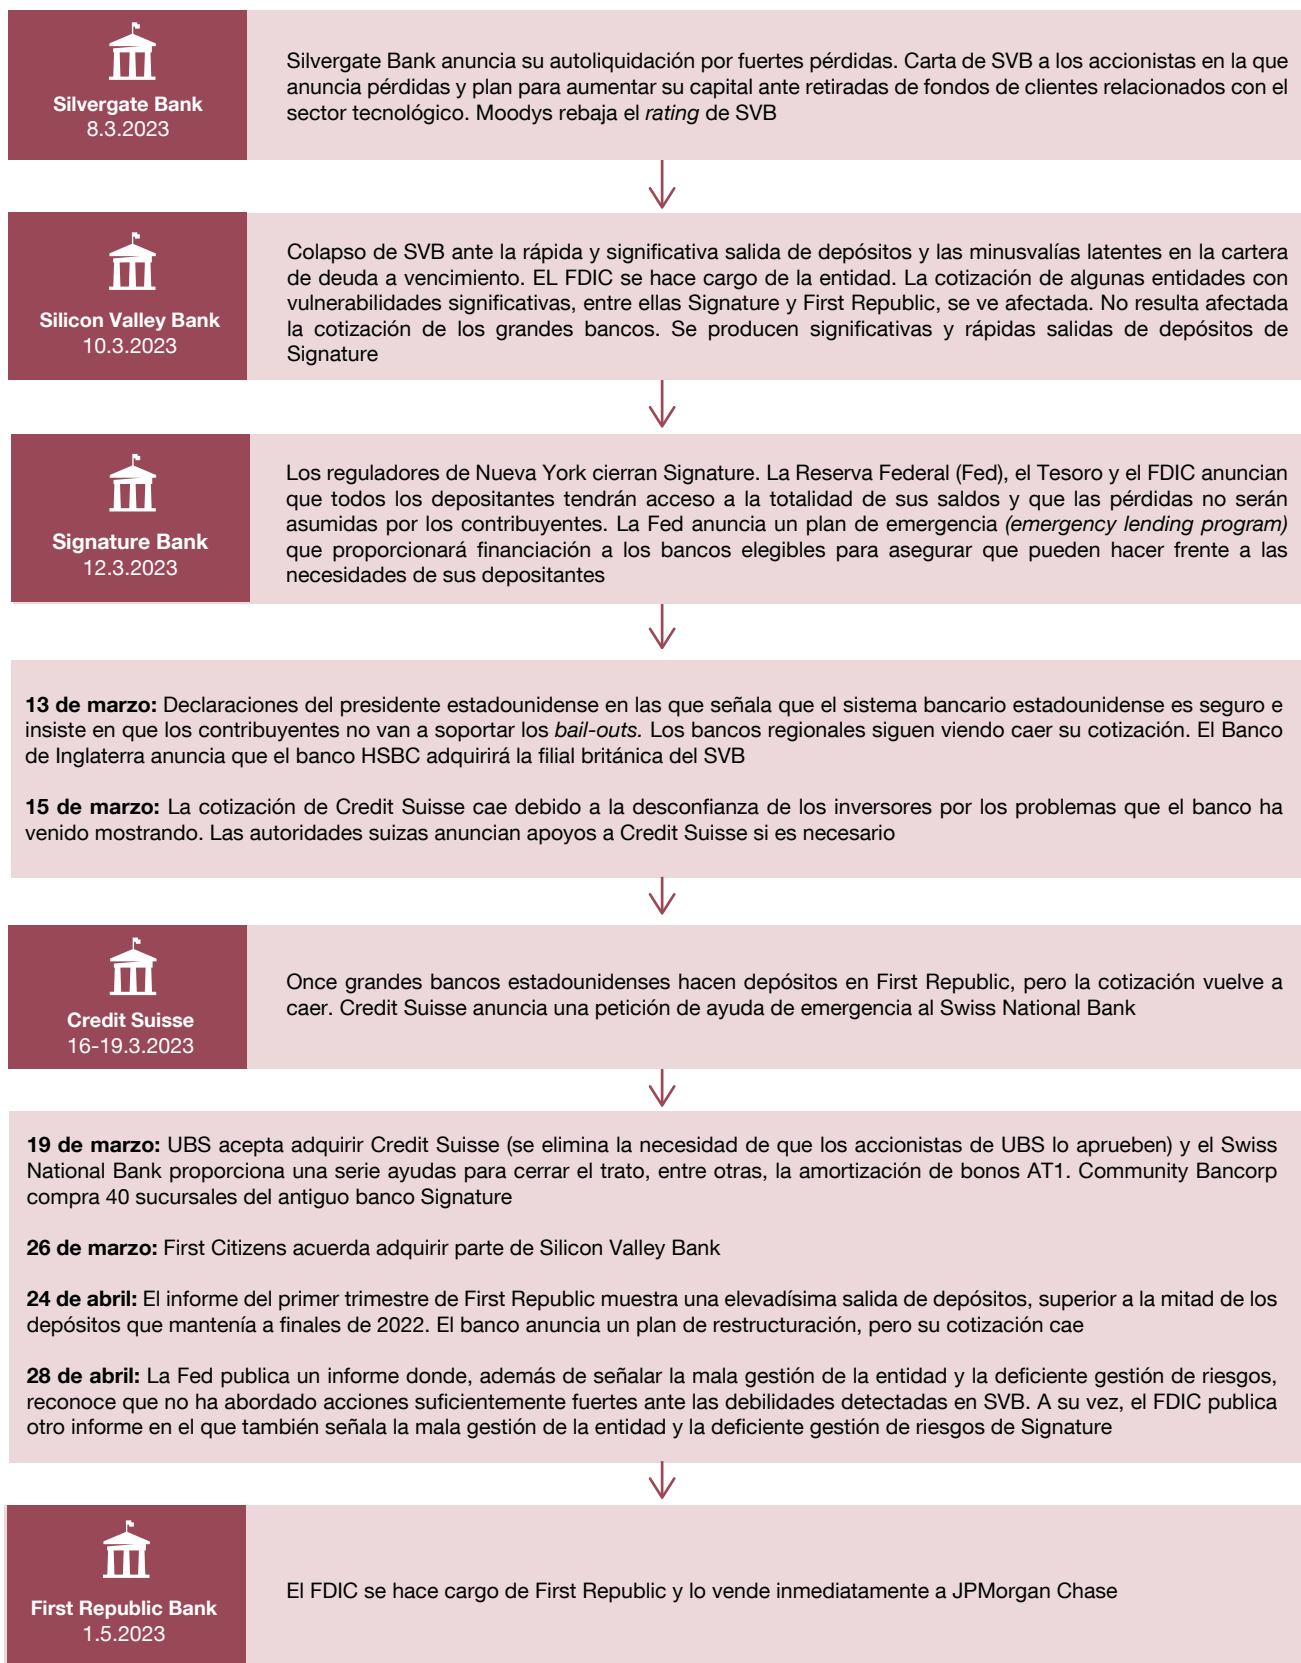 Silvergate Bank
8.3.2023
Silvergate Bank anuncia su autoliquidación por fuertes pérdidas. Carta de SVB a los accionistas en la que
anuncia pérdidas y plan para aumentar su capital ante retiradas de fondos de clientes relacionados con el
sector tecnológico. Moodys rebaja el rating de SVB
Silicon Valley Bank
10.3.2023
Colapso de SVB ante la rápida y significativa salida de depósitos y las minusvalías latentes en la cartera
de deuda a vencimiento. EL FDIC se hace cargo de la entidad. La cotización de algunas entidades con
vulnerabilidades significativas, entre ellas Signature y First Republic, se ve afectada. No resulta afectada
la cotización de los grandes bancos. Se producen significativas y rápidas salidas de depósitos de
Signature
Signature Bank
12.3.2023
Los reguladores de Nueva York cierran Signature. La Reserva Federal (Fed), el Tesoro y el FDIC anuncian
que todos los depositantes tendrán acceso a la totalidad de sus saldos y que las pérdidas no serán
asumidas por los contribuyentes. La Fed anuncia un plan de emergencia (emergency lending program)
que proporcionará financiación a los bancos elegibles para asegurar que pueden hacer frente a las
necesidades de sus depositantes
13 de marzo: Declaraciones del presidente estadounidense en las que señala que el sistema bancario estadounidense es seguro e
insiste en que los contribuyentes no van a soportar los bail-outs. Los bancos regionales siguen viendo caer su cotización. El Banco
de Inglaterra anuncia que el banco HSBC adquirirá la filial británica del SVB
15 de marzo: La cotización de Credit Suisse cae debido a la desconfianza de los inversores por los problemas que el banco ha
venido mostrando. Las autoridades suizas anuncian apoyos a Credit Suisse si es necesario
Credit Suisse
16-19.3.2023
Once grandes bancos estadounidenses hacen depósitos en First Republic, pero la cotización vuelve a
caer. Credit Suisse anuncia una petición de ayuda de emergencia al Swiss National Bank
19 de marzo: UBS acepta adquirir Credit Suisse (se elimina la necesidad de que los accionistas de UBS lo aprueben) y el Swiss
National Bank proporciona una serie ayudas para cerrar el trato, entre otras, la amortización de bonos AT1. Community Bancorp
compra 40 sucursales del antiguo banco Signature
26 de marzo: First Citizens acuerda adquirir parte de Silicon Valley Bank
24 de abril: El informe del primer trimestre de First Republic muestra una elevadísima salida de depósitos, superior a la mitad de los
depósitos que mantenía a finales de 2022. El banco anuncia un plan de restructuración, pero su cotización cae
28 de abril: La Fed publica un informe donde, además de señalar la mala gestión de la entidad y la deficiente gestión de riesgos,
reconoce que no ha abordado acciones suficientemente fuertes ante las debilidades detectadas en SVB. A su vez, el FDIC publica
otro informe en el que también señala la mala gestión de la entidad y la deficiente gestión de riesgos de Signature
First Republic Bank
1.5.2023
El FDIC se hace cargo de First Republic y lo vende inmediatamente a JPMorgan Chase